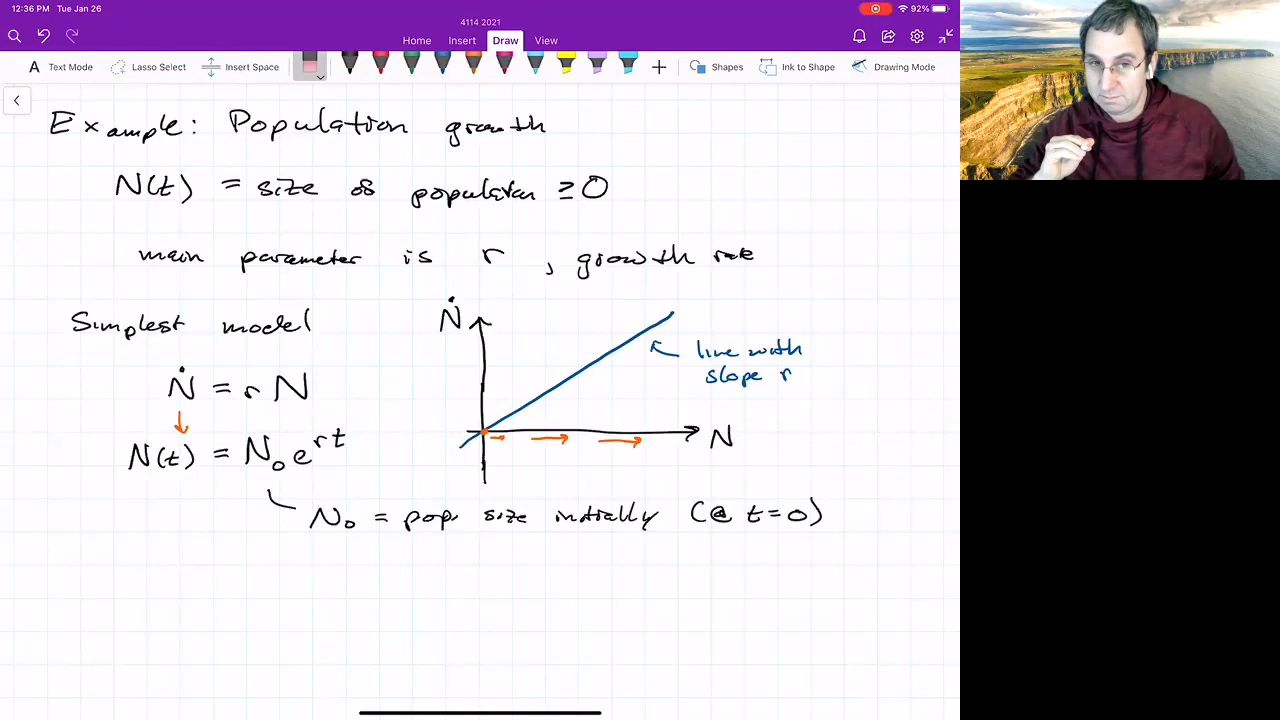 12:36 PM Tue Jan 26
92%
4114 2021
Home Insert Draw View
Text Mode Lasso Select Insert Space Shapes Ink to Shape Drawing Mode
Example: Population growth
N(t) = size of population ≥ 0
main parameter is r, growth rate
Simplest model
Ṅ
line with
slope r
Ṅ = r N
N
N(t) = N₀ e^{rt}
N₀ = pop. size initially (@ t=0)